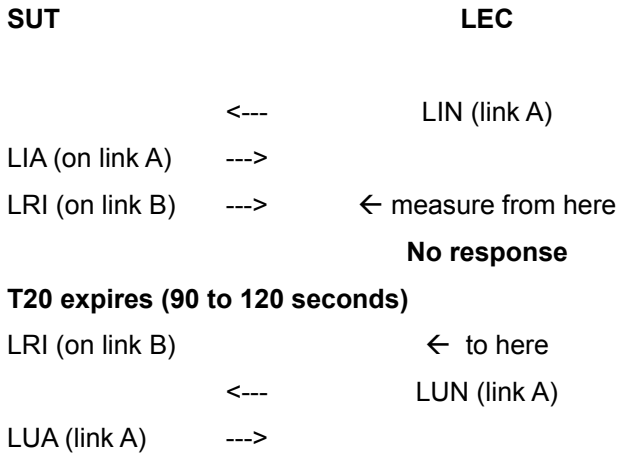 SUT LEC
<--- LIN (link A)
LIA (on link A) --->
LRI (on link B) ---> ← measure from here
No response
T20 expires (90 to 120 seconds)
LRI (on link B) ← to here
<--- LUN (link A)
LUA (link A) --->